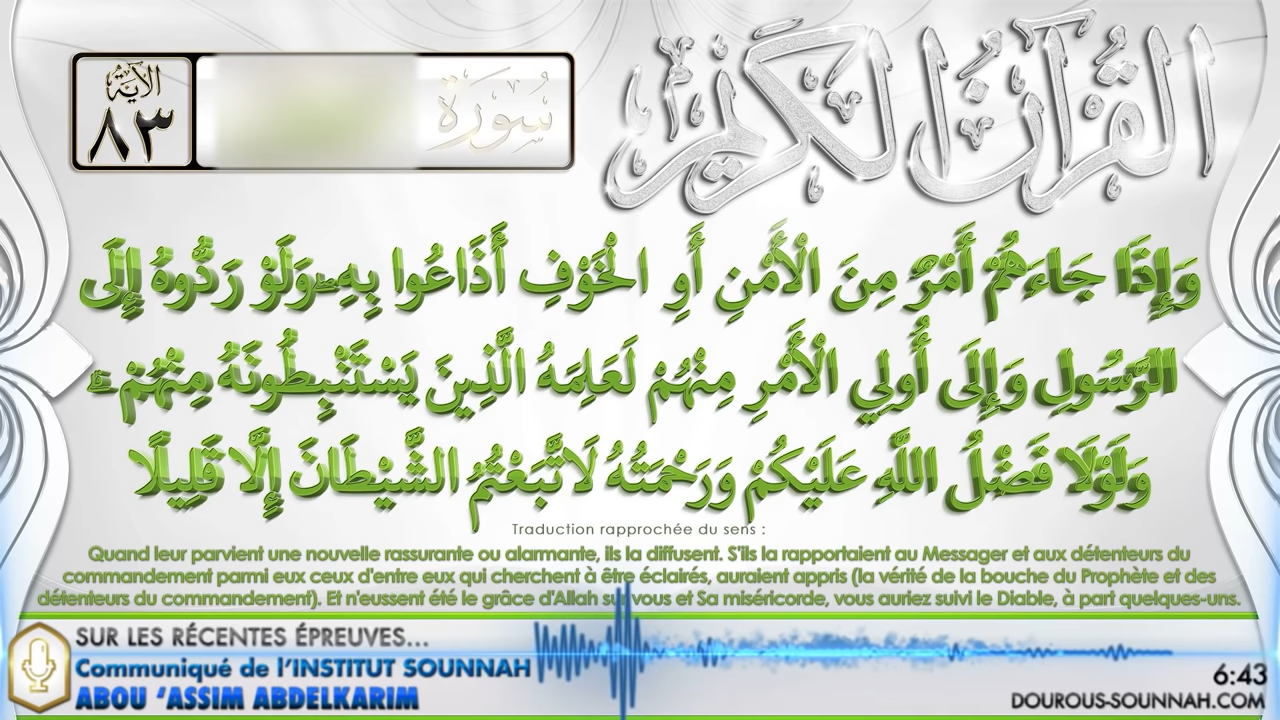 القرآن الكريم
سورة
الآية
٨٣
وَإِذَا جَاءَهُمْ أَمْرٌ مِنَ الْأَمْنِ أَوِ الْخَوْفِ أَذَاعُوا بِهِ ۖ وَلَوْ رَدُّوهُ إِلَى
الرَّسُولِ وَإِلَى أُولِي الْأَمْرِ مِنْهُمْ لَعَلِمَهُ الَّذِينَ يَسْتَنْبِطُونَهُ مِنْهُمْ ۗ
وَلَوْلَا فَضْلُ اللَّهِ عَلَيْكُمْ وَرَحْمَتُهُ لَاتَّبَعْتُمُ الشَّيْطَانَ إِلَّا قَلِيلًا
Traduction rapprochée du sens :
Quand leur parvient une nouvelle rassurante ou alarmante, ils la diffusent. S'ils la rapportaient au Messager et aux détenteurs du
commandement parmi eux ceux d'entre eux qui cherchent à être éclairés, auraient appris (la vérité de la bouche du Prophète et des
détenteurs du commandement). Et n'eussent été le grâce d'Allah sur vous et Sa miséricorde, vous auriez suivi le Diable, à part quelques-uns.
SUR LES RÉCENTES ÉPREUVES...
Communiqué de l'INSTITUT SOUNNAH
ABOU 'ASSIM ABDELKARIM
6:43
DOUROUS-SOUNNAH.COM